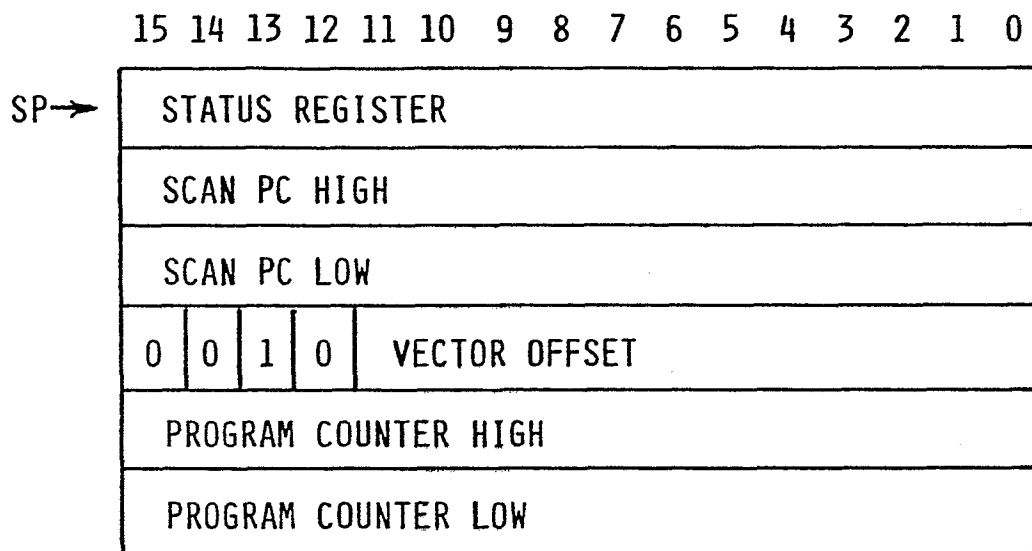 15 14 13 12 11 10 9 8 7 6 5 4 3 2 1 0
SP→ STATUS REGISTER
SCAN PC HIGH
SCAN PC LOW
0 0 1 0 VECTOR OFFSET
PROGRAM COUNTER HIGH
PROGRAM COUNTER LOW